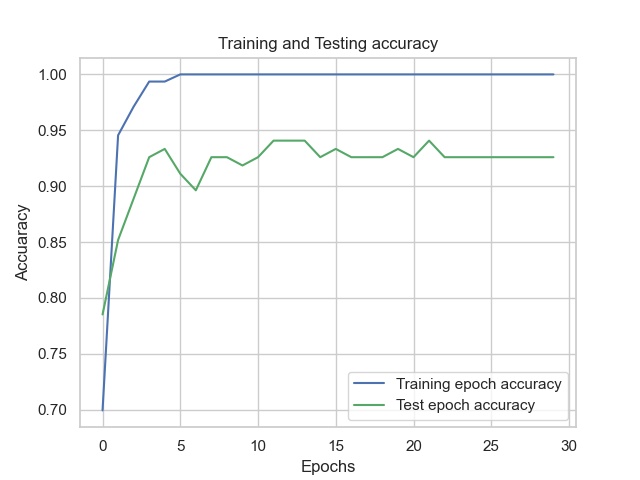 Training and Testing accuracy
1.00
0.95
0.90
0.85
0.80
0.75
0.70
Accuaracy
Training epoch accuracy
Test epoch accuracy
0 5 10 15 20 25 30
Epochs